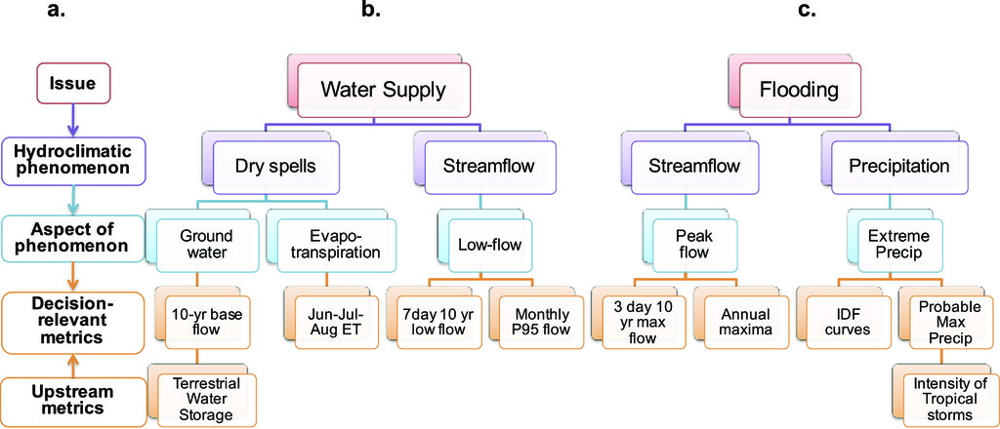 a.
b.
c.
Issue
Water Supply
Flooding
Hydroclimatic
phenomenon
Dry spells
Streamflow
Streamflow
Precipitation
Aspect of
phenomenon
Ground
water
Evapo-
transpiration
Low-flow
Peak
flow
Extreme
Precip
Decision-
relevant
metrics
10-yr base
flow
Jun-Jul-
Aug ET
7day 10 yr
low flow
Monthly
P95 flow
3 day 10
yr max
flow
Annual
maxima
IDF
curves
Probable
Max
Precip
Upstream
metrics
Terrestrial
Water
Storage
Intensity of
Tropical
storms